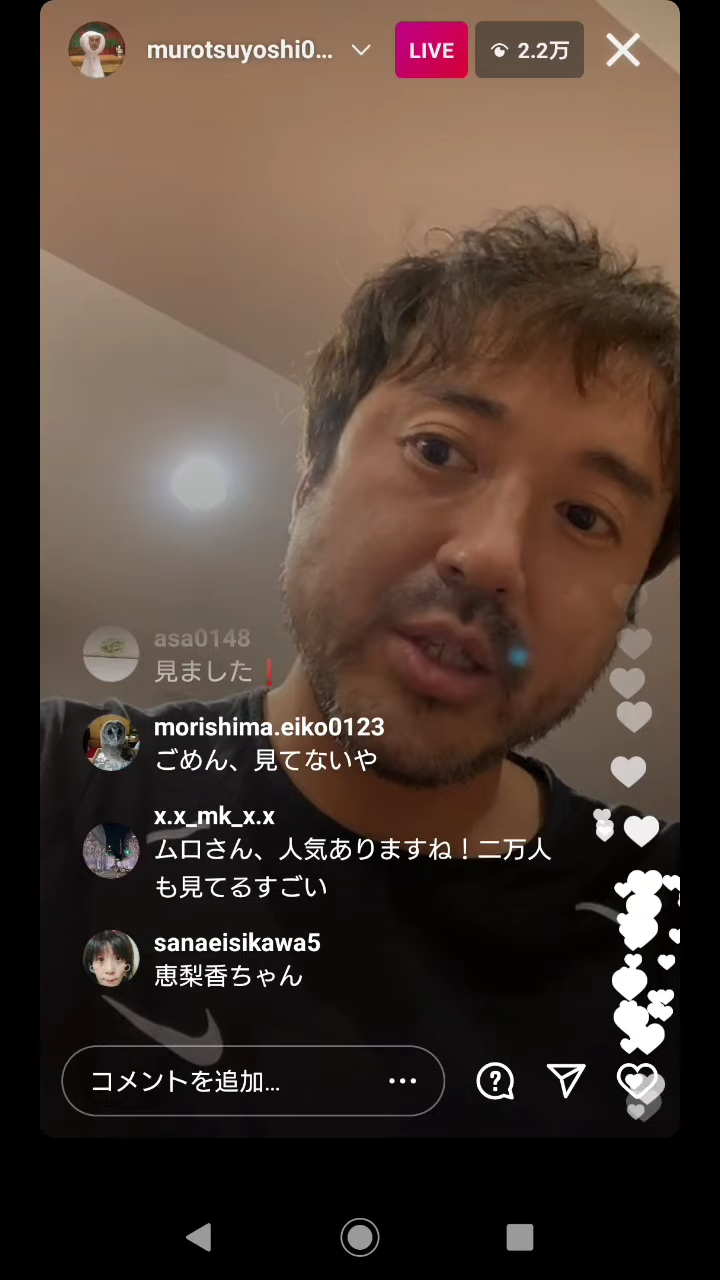 murotsuyoshi0...
LIVE
2.2万
asa0148
見ました❗
morishima.eiko0123
ごめん、見てないや
x.x_mk_x.x
ムロさん、人気ありますね！二万人
も見てるすごい
sanaeisikawa5
恵梨香ちゃん
コメントを追加...